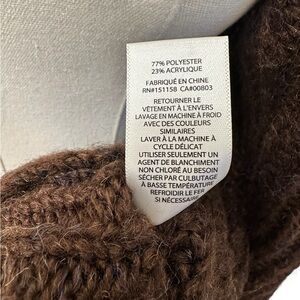 77% POLYESTER
23% ACRYLIQUE
FABRIQUÉ EN CHINE
RN#151158 CA#00803
RETOURNER LE
VÊTEMENT À L'ENVERS
LAVAGE EN MACHINE À FROID
AVEC DES COULEURS
SIMILAIRES
LAVER À LA MACHINE À
CYCLE DÉLICAT
UTILISER SEULEMENT UN
AGENT DE BLANCHIMENT
NON CHLORÉ AU BESOIN
SÉCHER PAR CULBUTAGE
À BASSE TEMPÉRATURE
REFROIDIR LE FER
SI NÉCESSAIRE